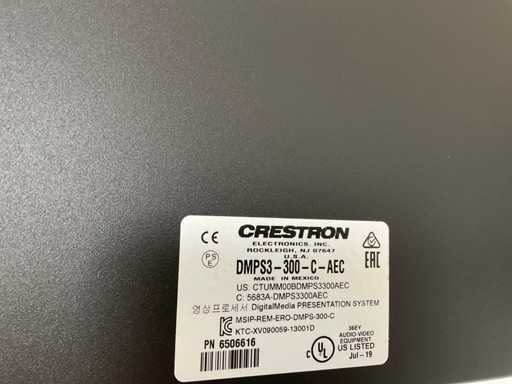 CRESTRON
ELECTRONICS, INC.
ROCKLEIGH, NJ 07647
U.S.A.
CE
PS
E
DMPS3-300-C-AEC
MADE IN MEXICO
EAC
US: CTUMM00BDMPS3300AEC
C: 5683A-DMPS3300AEC
영상프로세서 DigitalMedia PRESENTATION SYSTEM
MSIP-REM-ERO-DMPS-300-C
KTC-XV090059-13001D
PN 6506616
36EY
AUDIO-VIDEO
EQUIPMENT
C UL US LISTED
Jul-19